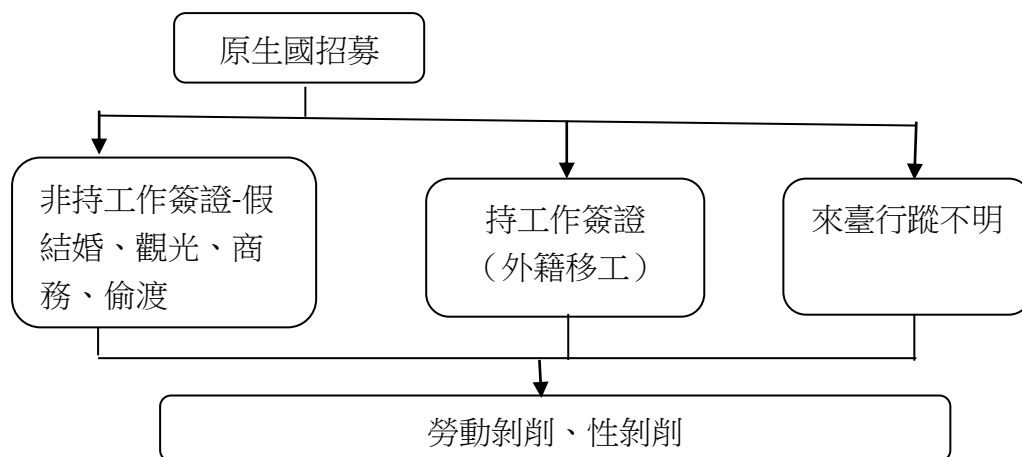 原生國招募
非持工作簽證-假
結婚、觀光、商
務、偷渡
持工作簽證
（外籍移工）
來臺行蹤不明
勞動剝削、性剝削